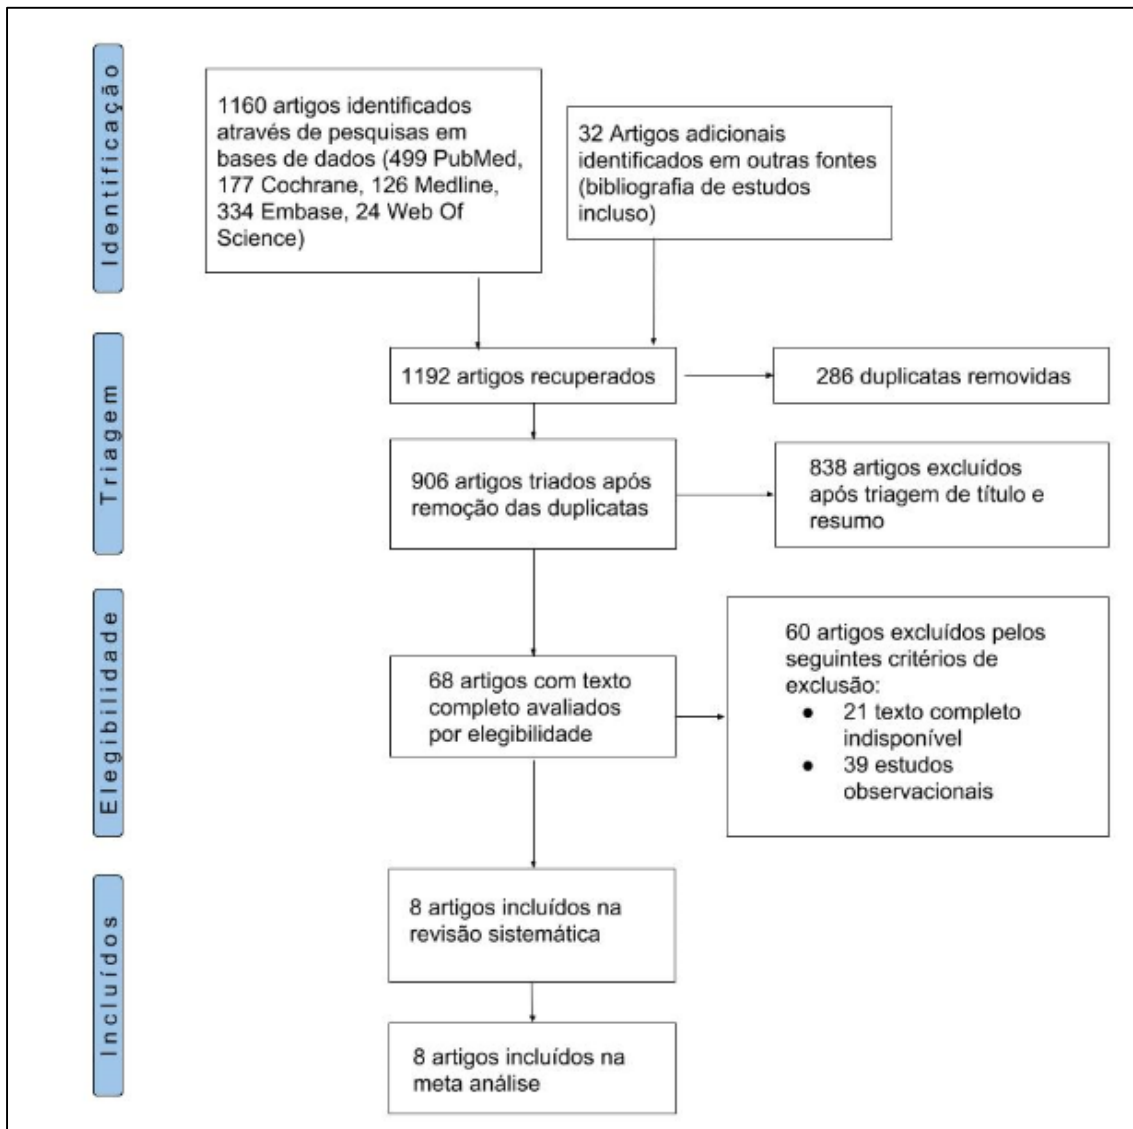 Identificação
1160 artigos identificados
através de pesquisas em
bases de dados (499 PubMed,
177 Cochrane, 126 Medline,
334 Embase, 24 Web Of
Science)
32 Artigos adicionais
identificados em outras fontes
(bibliografia de estudos
incluso)
Triagem
1192 artigos recuperados
286 duplicatas removidas
906 artigos triados após
remoção das duplicatas
838 artigos excluídos
após triagem de título e
resumo
Elegibilidade
68 artigos com texto
completo avaliados
por elegibilidade
60 artigos excluídos pelos
seguintes critérios de
exclusão:
● 21 texto completo
indisponível
● 39 estudos
observacionais
Incluídos
8 artigos incluídos na
revisão sistemática
8 artigos incluídos na
meta análise